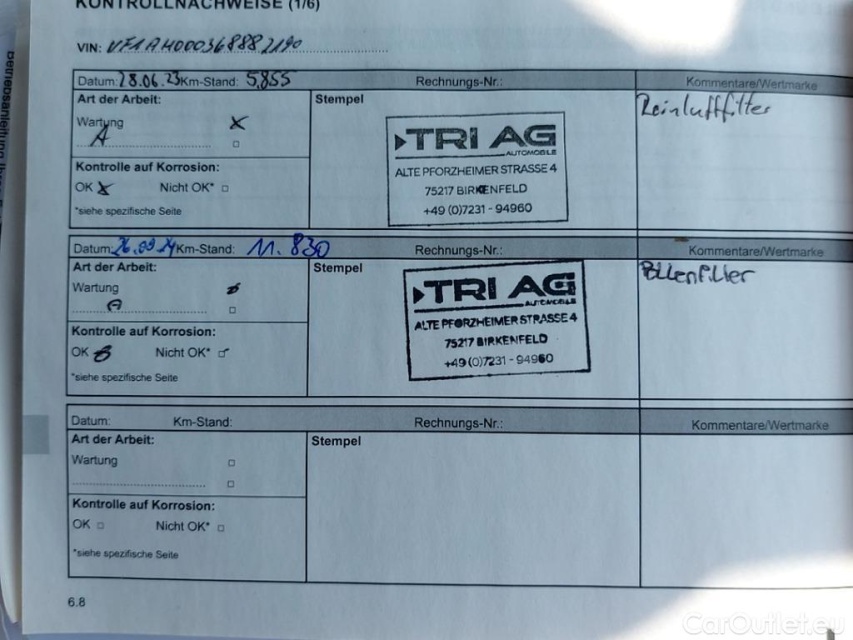 KONTROLLNACHWEISE (1/6)
VIN: VF1AH000368882190
Datum: 28.06.23 Km-Stand: 5.855 Rechnungs-Nr.: Kommentare/Wertmarke
Art der Arbeit: Stempel Reinluftfilter
Wartung X
A
Kontrolle auf Korrosion:
OK X Nicht OK*
*siehe spezifische Seite
TRI AG
AUTOMOBILE
ALTE PFORZHEIMER STRASSE 4
75217 BIRKENFELD
+49 (0)7231 - 94960
Datum: 26.09.24 Km-Stand: 11.830 Rechnungs-Nr.: Kommentare/Wertmarke
Art der Arbeit: Stempel Pollenfilter
Wartung
A
Kontrolle auf Korrosion:
OK Nicht OK*
*siehe spezifische Seite
TRI AG
AUTOMOBILE
ALTE PFORZHEIMER STRASSE 4
75217 BIRKENFELD
+49 (0)7231 - 94960
Datum: Km-Stand: Rechnungs-Nr.: Kommentare/Wertmarke
Art der Arbeit: Stempel
Wartung
Kontrolle auf Korrosion:
OK Nicht OK*
*siehe spezifische Seite
6.8
CarOutlet.eu